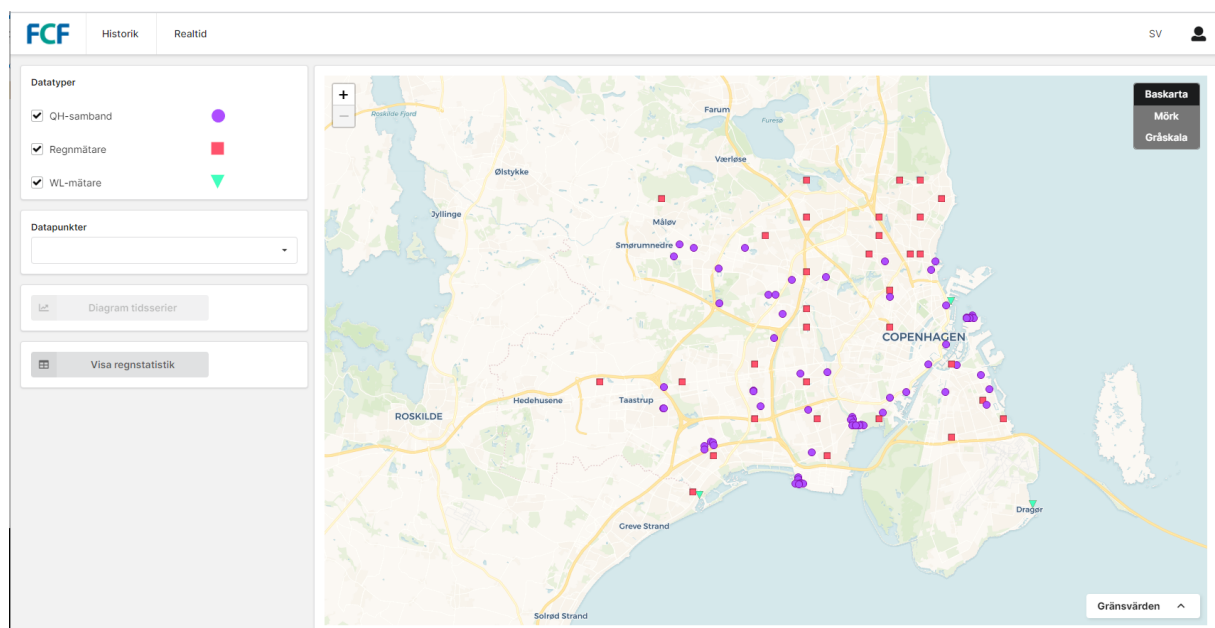 FCF
Historik
Realtid
SV
Datatyper
QH-samband
Regnmätare
WL-mätare
Datapunkter
Diagram tidsserier
Visa regnstatistik
+
−
Baskarta
Mörk
Gråskala
Roskilde Fjord
Farum
Furesø
Værløse
Ølstykke
Jyllinge
Måløv
Smørumnedre
COPENHAGEN
Hedehusene
Taastrup
ROSKILDE
Dragør
Greve Strand
Solrød Strand
Gränsvärden